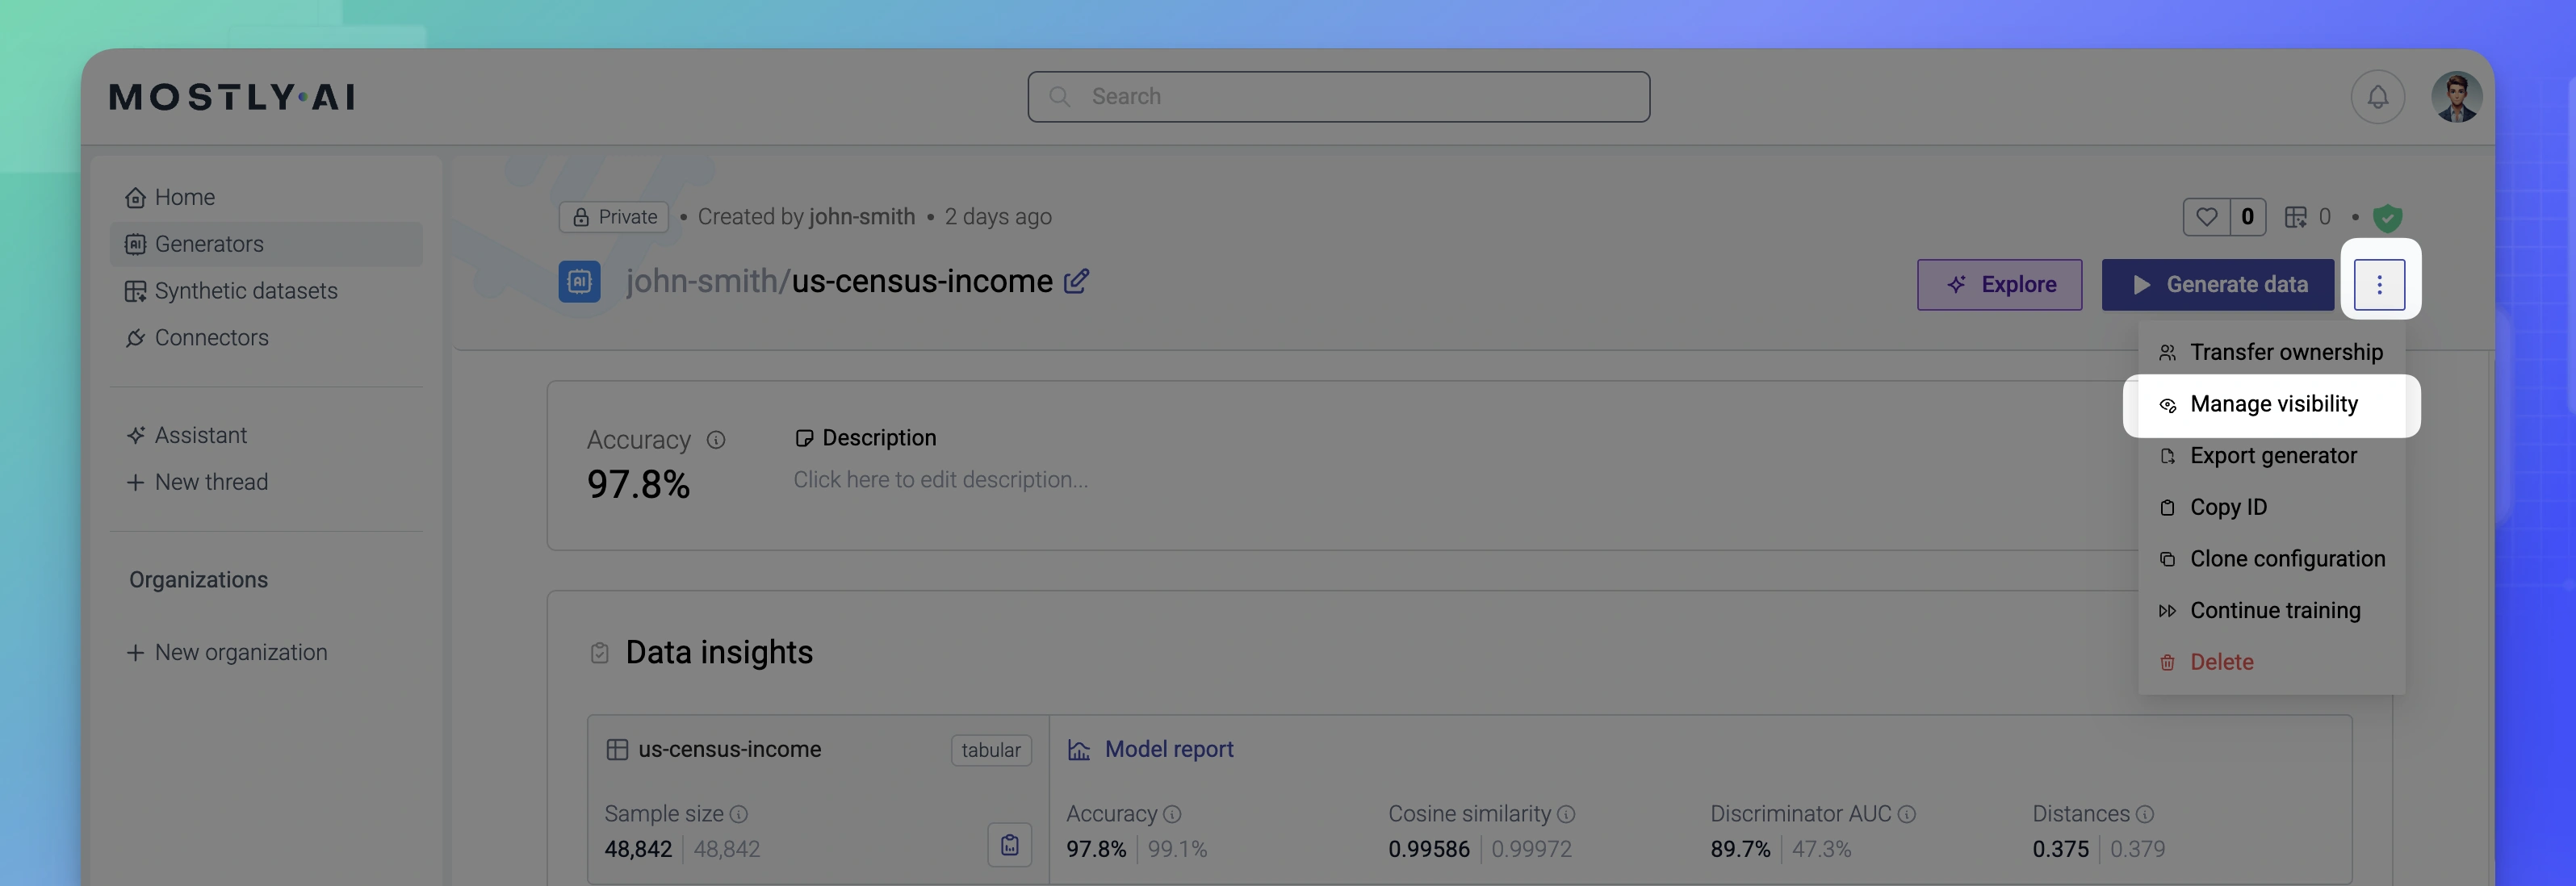 MOSTLY·AI
Search
Home
Generators
Synthetic datasets
Connectors
Assistant
New thread
Organizations
New organization
Private • Created by john-smith • 2 days ago
0 0 •
john-smith/us-census-income
Explore
Generate data
Transfer ownership
Manage visibility
Export generator
Copy ID
Clone configuration
Continue training
Delete
Accuracy
97.8%
Description
Click here to edit description...
Data insights
us-census-income tabular
Sample size
48,842 48,842
Model report
Accuracy Cosine similarity Discriminator AUC Distances
97.8% 99.1% 0.99586 0.99972 89.7% 47.3% 0.375 0.379